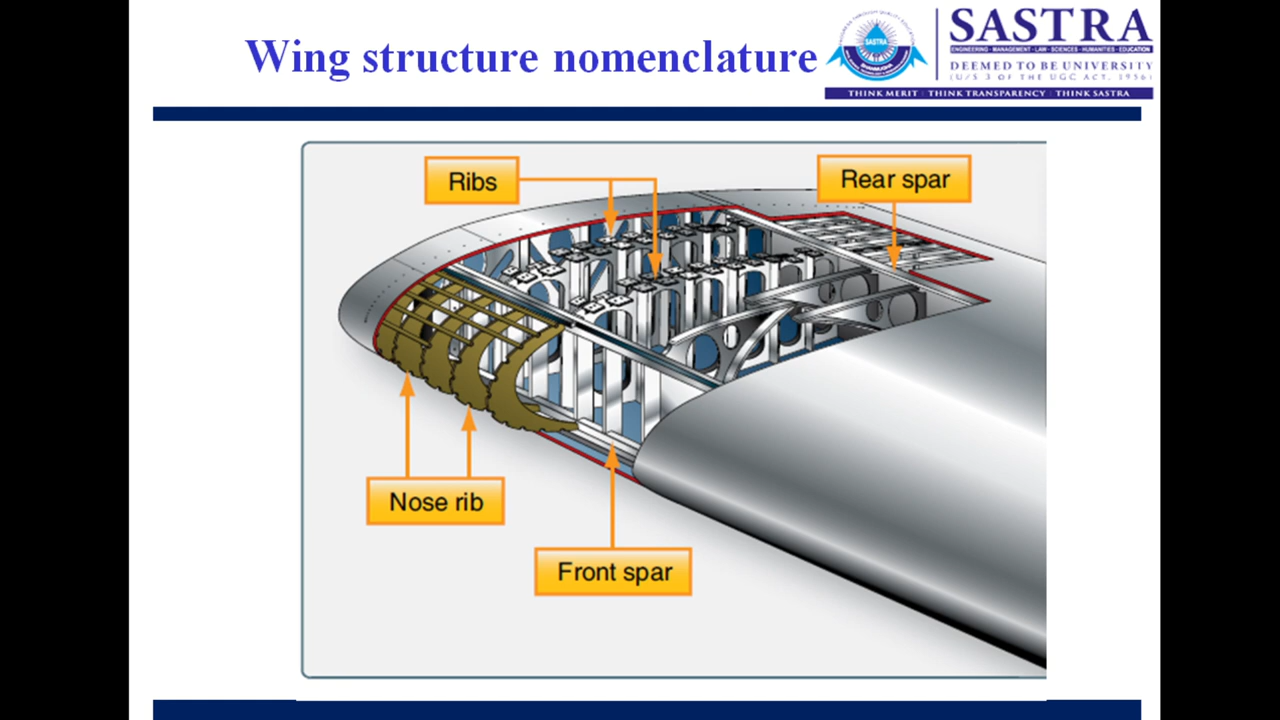 Wing structure nomenclature
SASTRA
SASTRA
ENGINEERING · MANAGEMENT · LAW · SCIENCES · HUMANITIES · EDUCATION
DEEMED TO BE UNIVERSITY
(U/S 3 OF THE UGC ACT, 1956)
THINK MERIT | THINK TRANSPARENCY | THINK SASTRA
Ribs
Rear spar
Nose rib
Front spar